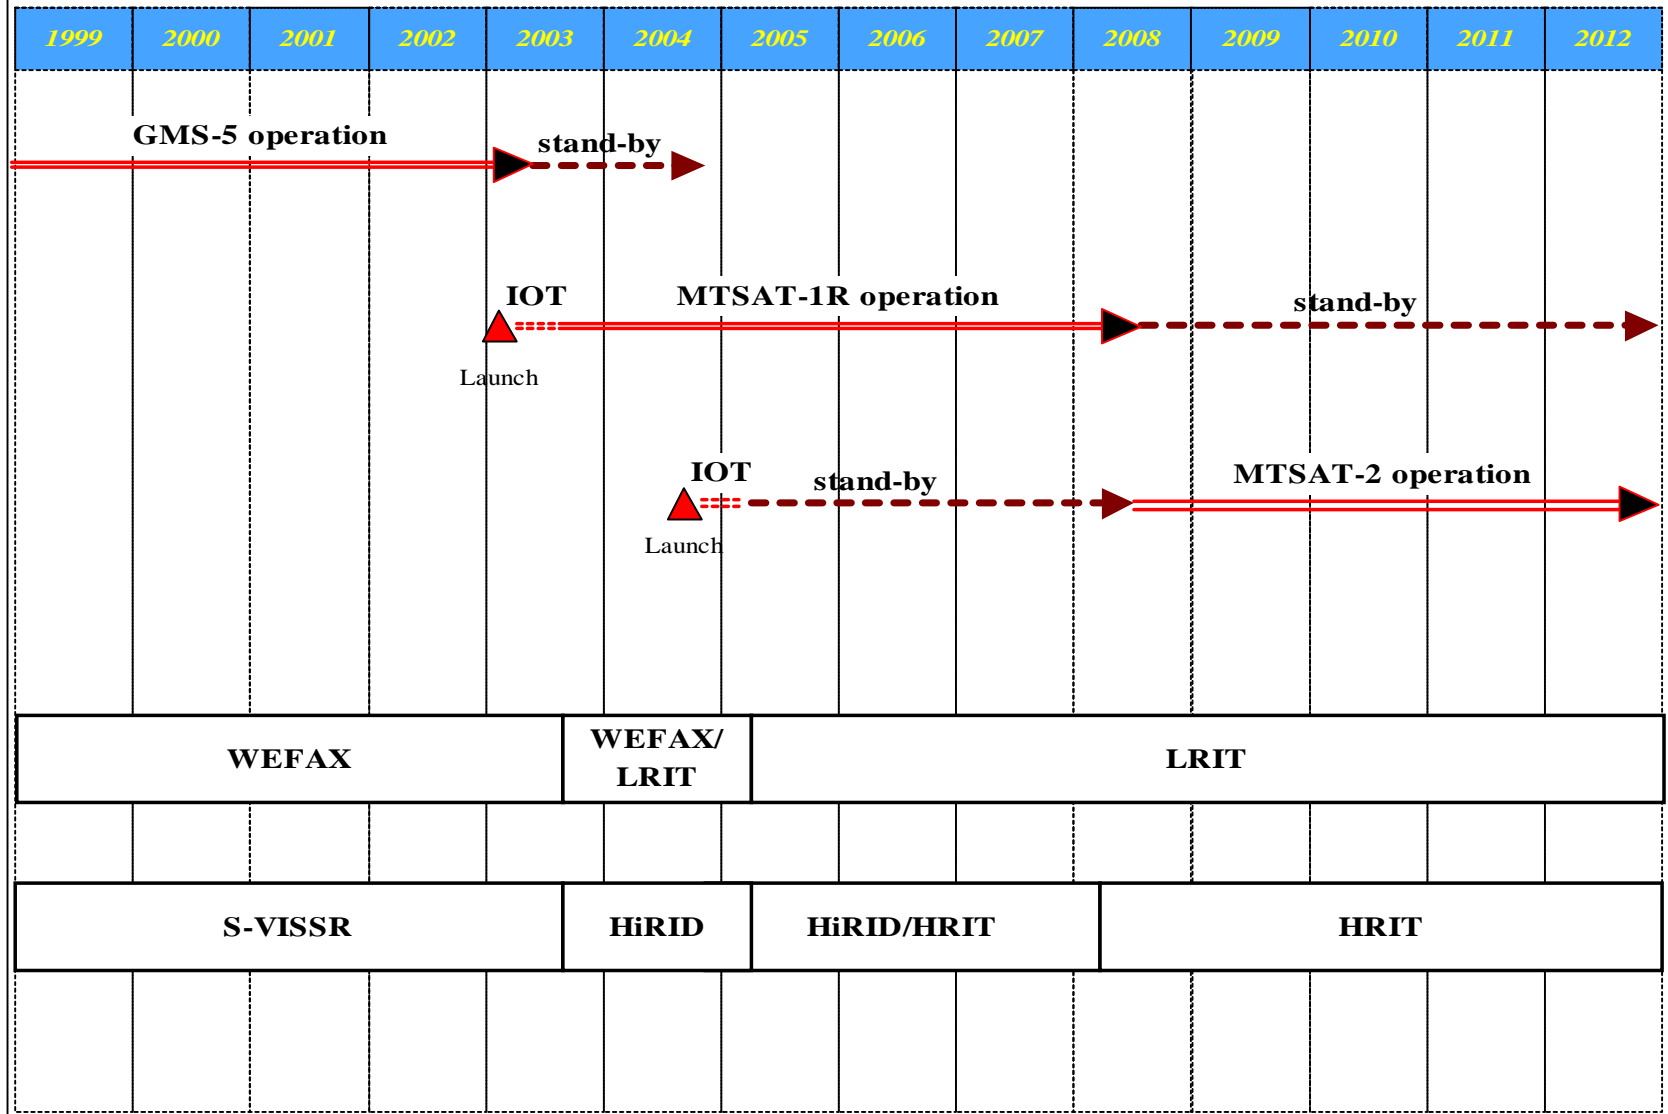 1999 2000 2001 2002 2003 2004 2005 2006 2007 2008 2009 2010 2011 2012
GMS-5 operation
stand-by
IOT
MTSAT-1R operation
stand-by
Launch
IOT
stand-by
MTSAT-2 operation
Launch
WEFAX
WEFAX/
LRIT
LRIT
S-VISSR
HiRID
HiRID/HRIT
HRIT